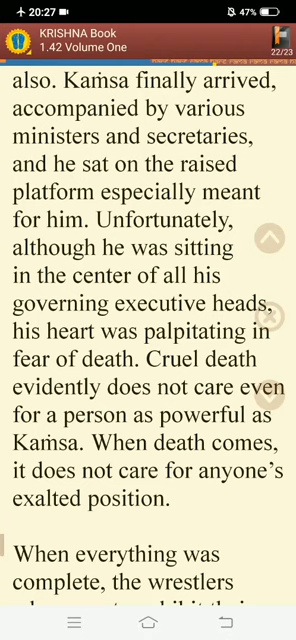 20:27
47%
KRISHNA Book
1.42 Volume One
22/23
also. Kaṁsa finally arrived,
accompanied by various
ministers and secretaries,
and he sat on the raised
platform especially meant
for him. Unfortunately,
although he was sitting
in the center of all his
governing executive heads,
his heart was palpitating in
fear of death. Cruel death
evidently does not care even
for a person as powerful as
Kaṁsa. When death comes,
it does not care for anyone’s
exalted position.
When everything was
complete, the wrestlers